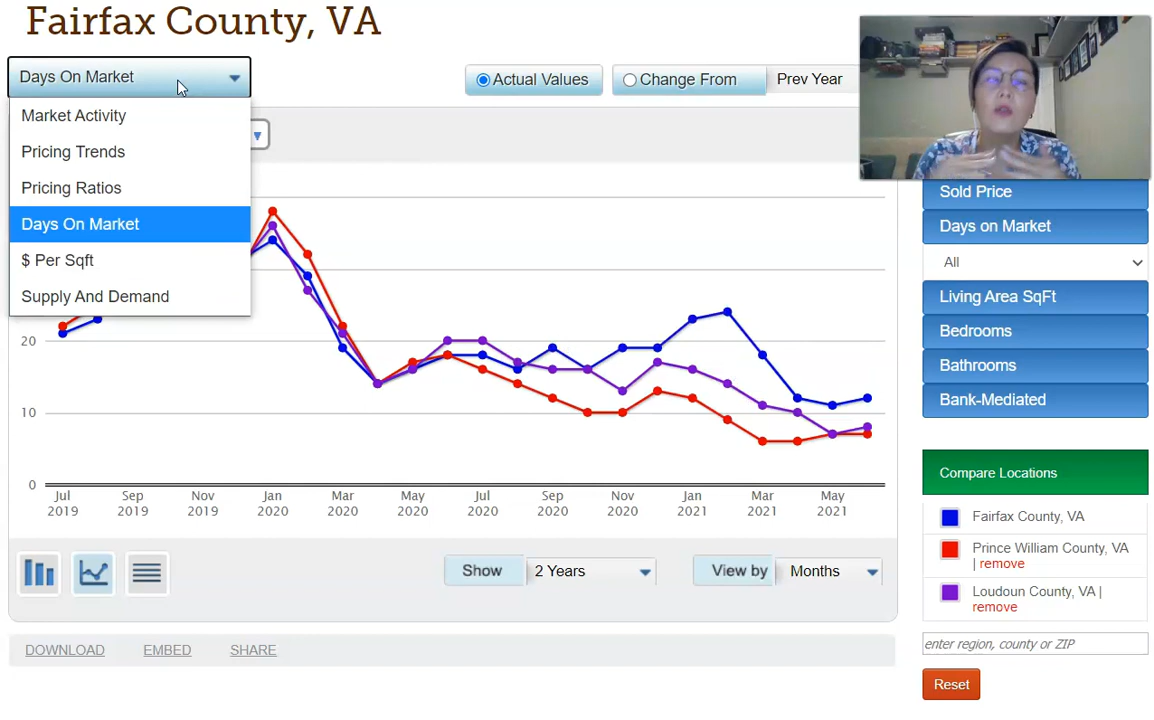 Fairfax County, VA
Days On Market
Actual Values
Change From
Prev Year
Market Activity
Pricing Trends
Pricing Ratios
Days On Market
$ Per Sqft
Supply And Demand
20
10
0
Jul 2019
Sep 2019
Nov 2019
Jan 2020
Mar 2020
May 2020
Jul 2020
Sep 2020
Nov 2020
Jan 2021
Mar 2021
May 2021
Show
2 Years
View by
Months
DOWNLOAD
EMBED
SHARE
Sold Price
Days on Market
All
Living Area SqFt
Bedrooms
Bathrooms
Bank-Mediated
Compare Locations
Fairfax County, VA
Prince William County, VA
| remove
Loudoun County, VA |
remove
enter region, county or ZIP
Reset